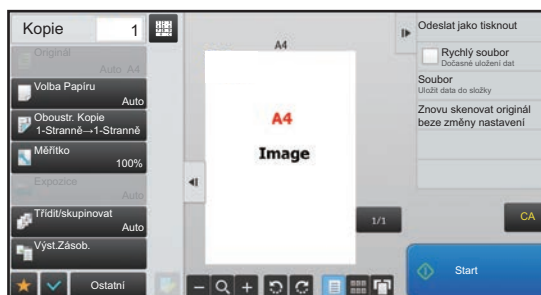 Kopie 1
Originál
Auto A4
Volba Papíru
Auto
Oboustr. Kopie
1-Stranně→1-Stranně
Měřítko
100%
Expozice
Auto
Třídit/skupinovat
Auto
Výst.Zásob.
Ostatní
A4
A4
Image
1/1
Odeslat jako tisknout
Rychlý soubor
Dočasné uložení dat
Soubor
Uložit data do složky
Znovu skenovat originál
beze změny nastavení
CA
Start